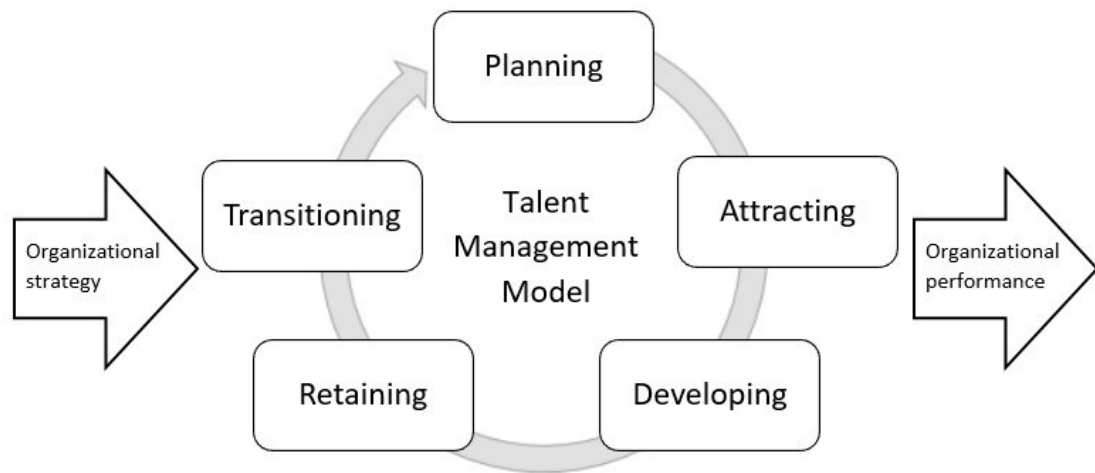 Planning
Transitioning
Attracting
Talent
Management
Model
Organizational
strategy
Organizational
performance
Retaining
Developing